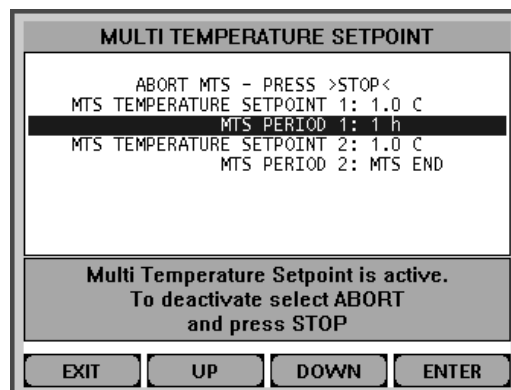 MULTI TEMPERATURE SETPOINT
ABORT MTS - PRESS >STOP<
MTS TEMPERATURE SETPOINT 1: 1.0 C
MTS PERIOD 1: 1 h
MTS TEMPERATURE SETPOINT 2: 1.0 C
MTS PERIOD 2: MTS END
Multi Temperature Setpoint is active.
To deactivate select ABORT
and press STOP
EXIT UP DOWN ENTER